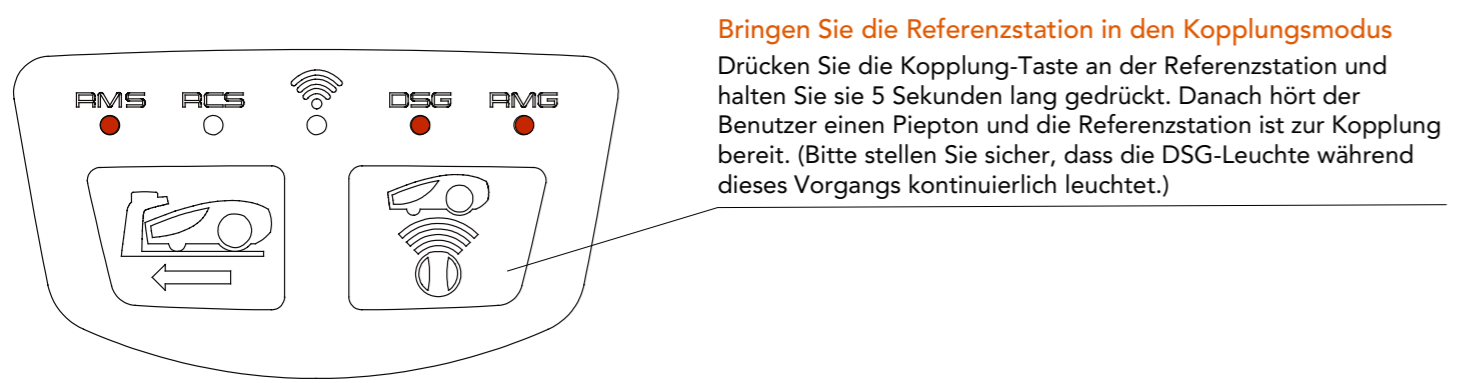 RMS RCS DSG RMG
Bringen Sie die Referenzstation in den Kopplungsmodus
Drücken Sie die Kopplung-Taste an der Referenzstation und
halten Sie sie 5 Sekunden lang gedrückt. Danach hört der
Benutzer einen Piepton und die Referenzstation ist zur Kopplung
bereit. (Bitte stellen Sie sicher, dass die DSG-Leuchte während
dieses Vorgangs kontinuierlich leuchtet.)